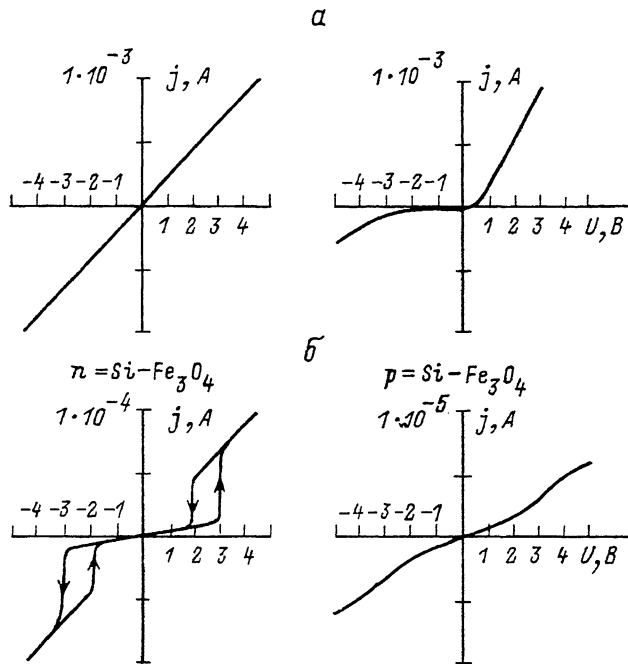 а
1·10⁻³ j, A
1·10⁻³ j, A
-4-3-2-1
-4-3-2-1
1 2 3 4
1 2 3 4 U, В
б
n=Si-Fe₃O₄
p=Si-Fe₃O₄
1·10⁻⁴ j, A
1·10⁻⁵ j, A
-4-3-2-1
-4-3-2-1
1 2 3 4
1 2 3 4 U, В